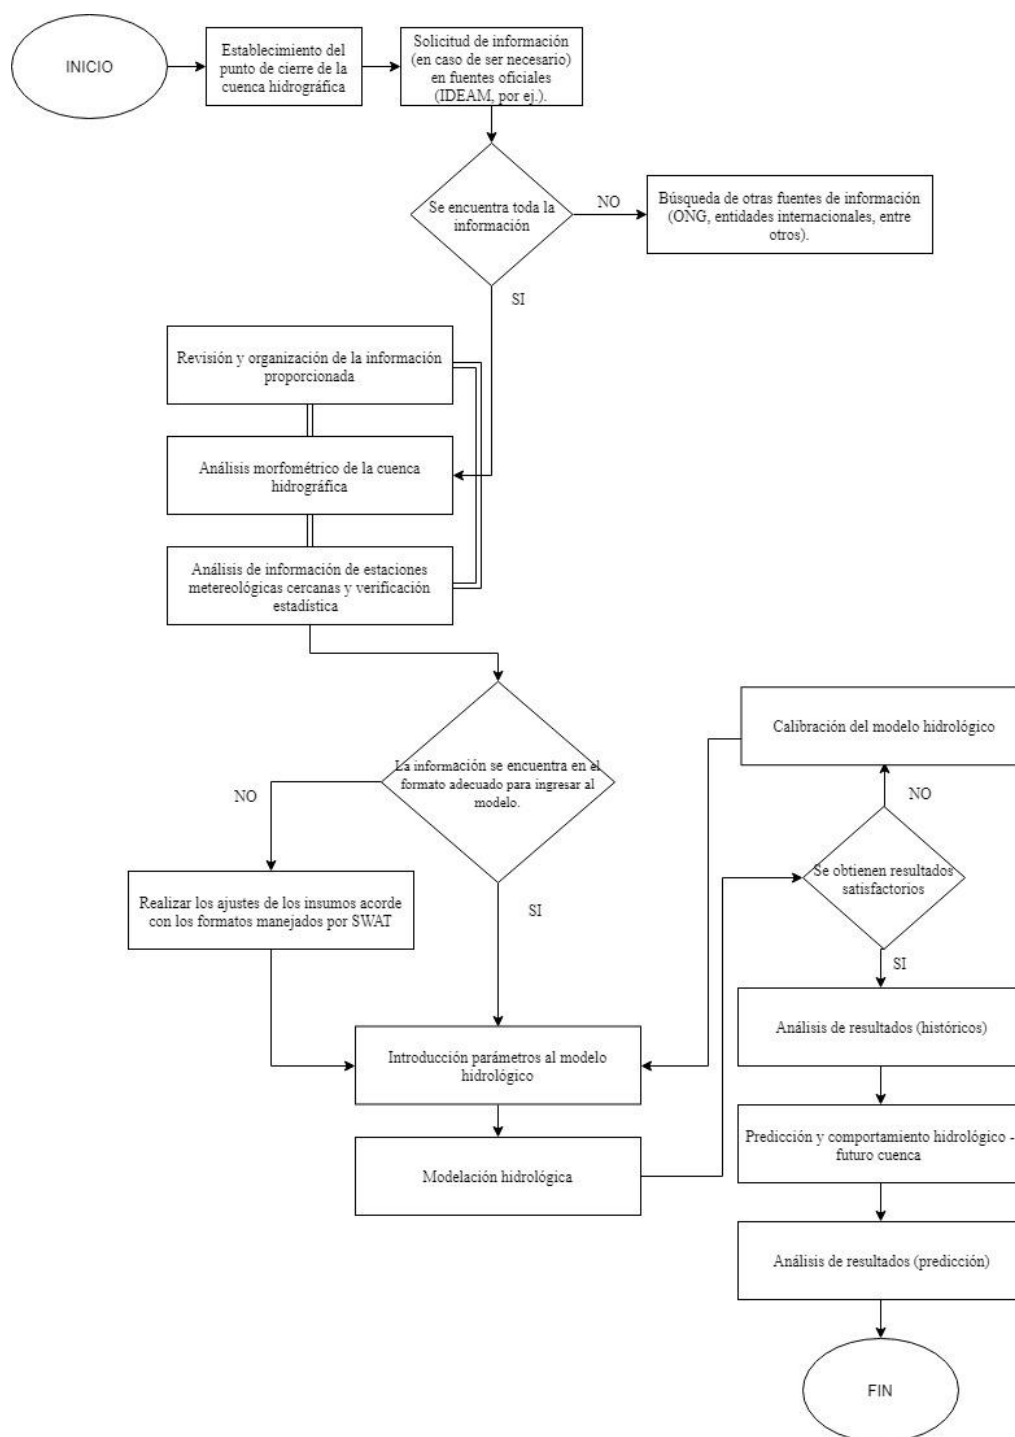 INICIO
Establecimiento del
punto de cierre de la
cuenca hidrográfica
Solicitud de información
(en caso de ser necesario)
en fuentes oficiales
(IDEAM, por ej.).
Se encuentra toda la
información
NO
Búsqueda de otras fuentes de información
(ONG, entidades internacionales, entre
otros).
SI
Revisión y organización de la información
proporcionada
Análisis morfométrico de la cuenca
hidrográfica
Análisis de información de estaciones
metereológicas cercanas y verificación
estadística
La información se encuentra en el
formato adecuado para ingresar al
modelo.
NO
Realizar los ajustes de los insumos acorde
con los formatos manejados por SWAT
SI
Introducción parámetros al modelo
hidrológico
Modelación hidrológica
Calibración del modelo hidrológico
NO
Se obtienen resultados
satisfactorios
SI
Análisis de resultados (históricos)
Predicción y comportamiento hidrológico -
futuro cuenca
Análisis de resultados (predicción)
FIN